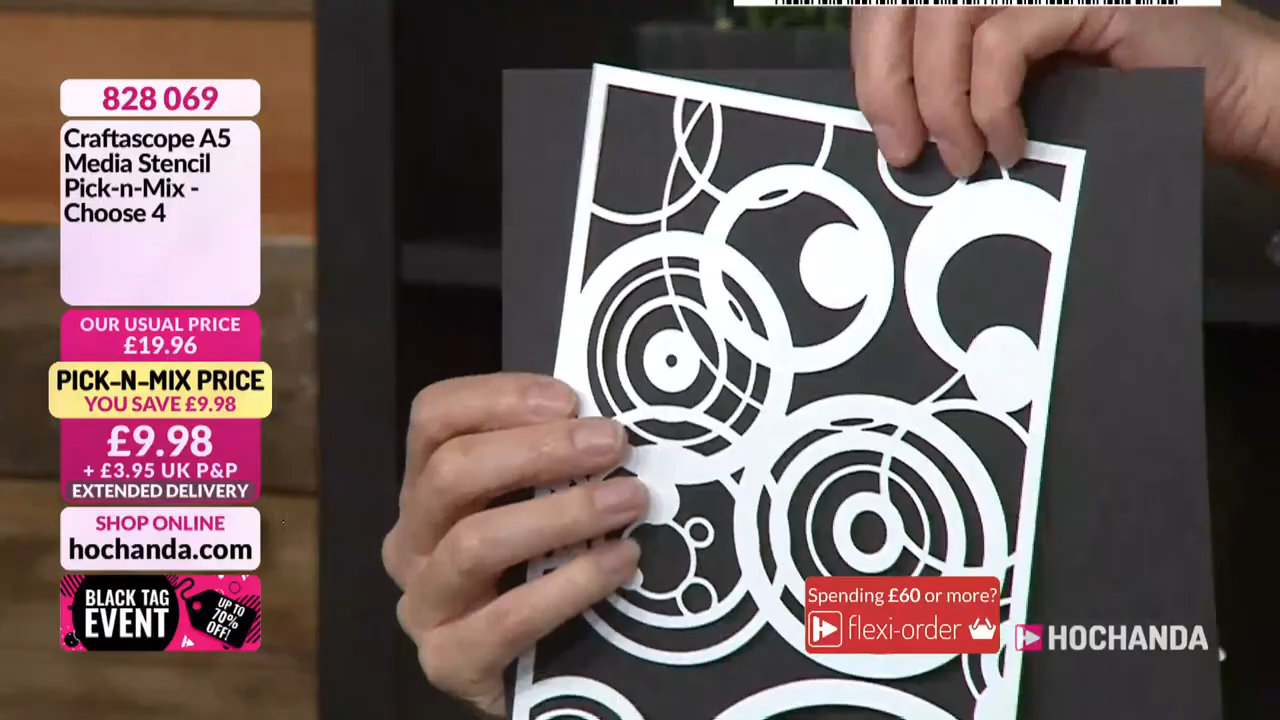 828 069
Craftascope A5
Media Stencil
Pick-n-Mix -
Choose 4
OUR USUAL PRICE
£19.96
PICK-N-MIX PRICE
YOU SAVE £9.98
£9.98
+ £3.95 UK P&P
EXTENDED DELIVERY
SHOP ONLINE
hochanda.com
BLACK TAG
EVENT
UP TO
70%
OFF!
Spending £60 or more?
flexi-order
HOCHANDA